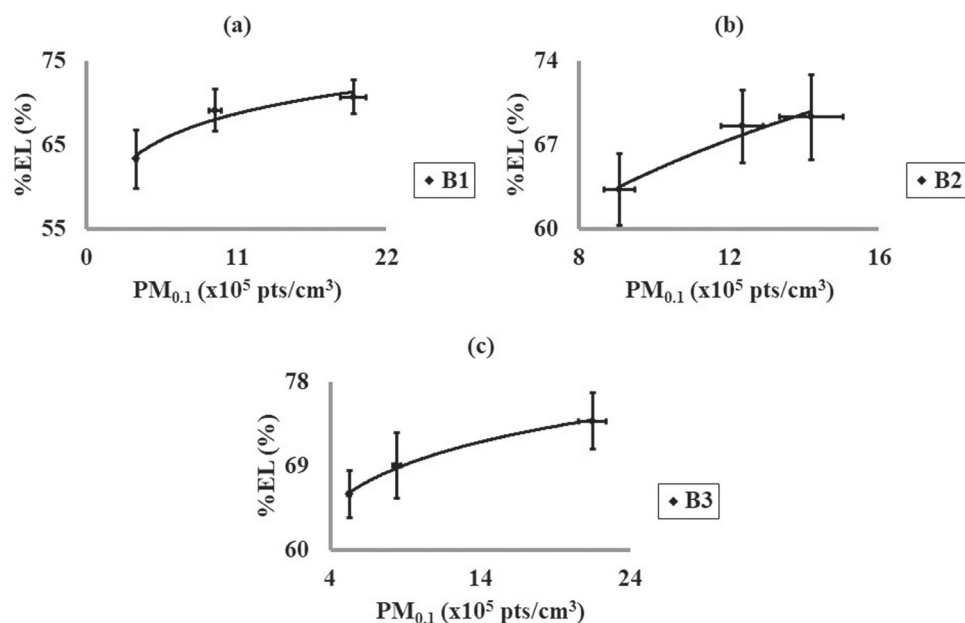 (a)
75
65
55
%EL (%)
0 11 22
PM0.1 (x10⁵ pts/cm³)
B1
(b)
74
67
60
%EL (%)
8 12 16
PM0.1 (x10⁵ pts/cm³)
B2
(c)
78
69
60
%EL (%)
4 14 24
PM0.1 (x10⁵ pts/cm³)
B3